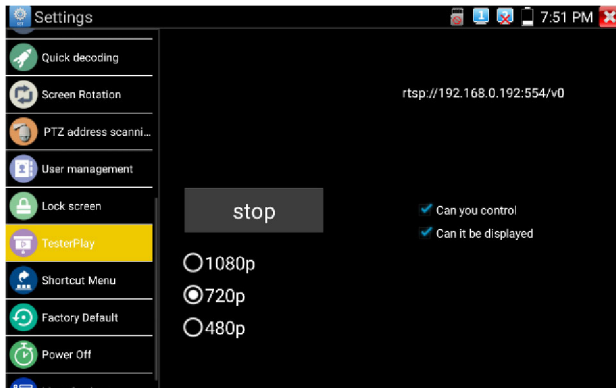 Settings
7:51 PM
Quick decoding
Screen Rotation
PTZ address scanni...
User management
Lock screen
TesterPlay
Shortcut Menu
Factory Default
Power Off
rtsp://192.168.0.192:554/v0
stop
Can you control
Can it be displayed
1080p
720p
480p